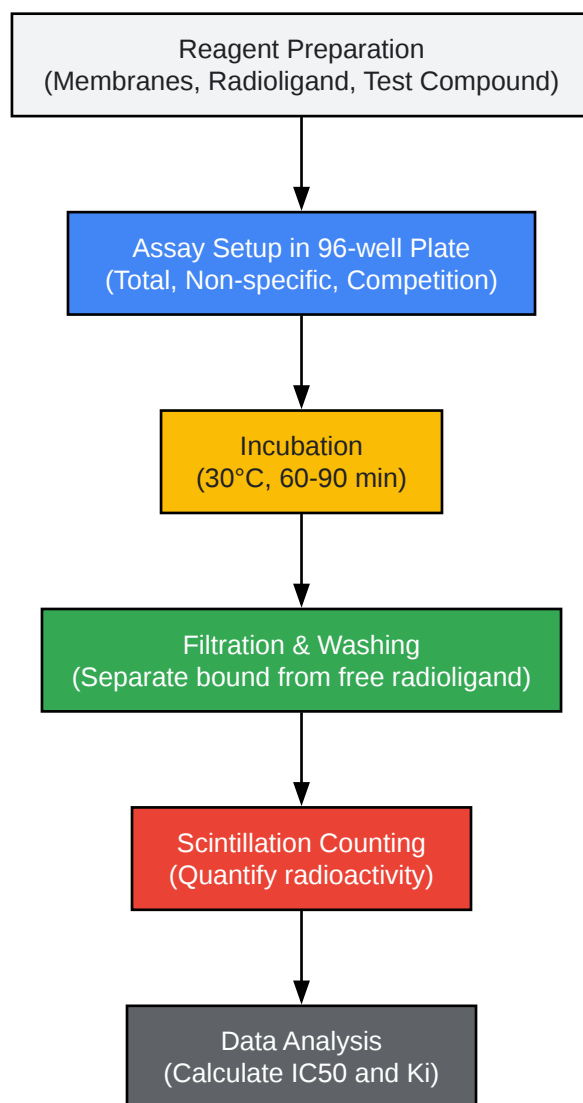 Reagent Preparation
(Membranes, Radioligand, Test Compound)
Assay Setup in 96-well Plate
(Total, Non-specific, Competition)
Incubation
(30°C, 60-90 min)
Filtration & Washing
(Separate bound from free radioligand)
Scintillation Counting
(Quantify radioactivity)
Data Analysis
(Calculate IC50 and Ki)